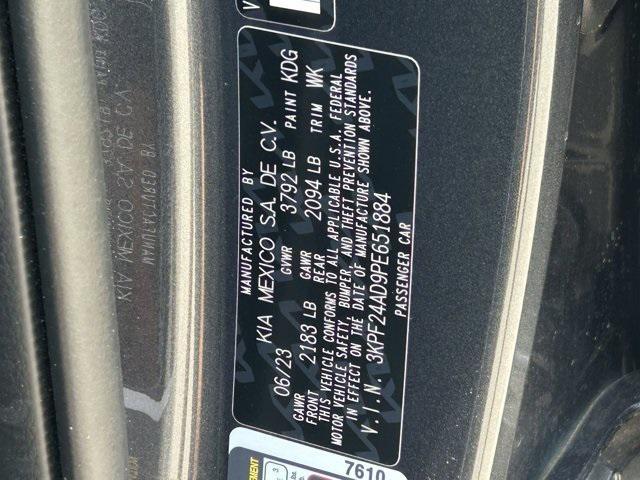 V
MANUFACTURED BY
KIA MEXICO S.A. DE C.V.
06/23 GVWR 3792 LB PAINT KDG
GAWR FRONT 2183 LB GAWR REAR 2094 LB TRIM WK
THIS VEHICLE CONFORMS TO ALL APPLICABLE U.S.A. FEDERAL
MOTOR VEHICLE SAFETY, BUMPER, AND THEFT PREVENTION STANDARDS
IN EFFECT ON THE DATE OF MANUFACTURE SHOWN ABOVE.
V.I.N. 3KPF24AD9PE651884
PASSENGER CAR
7610